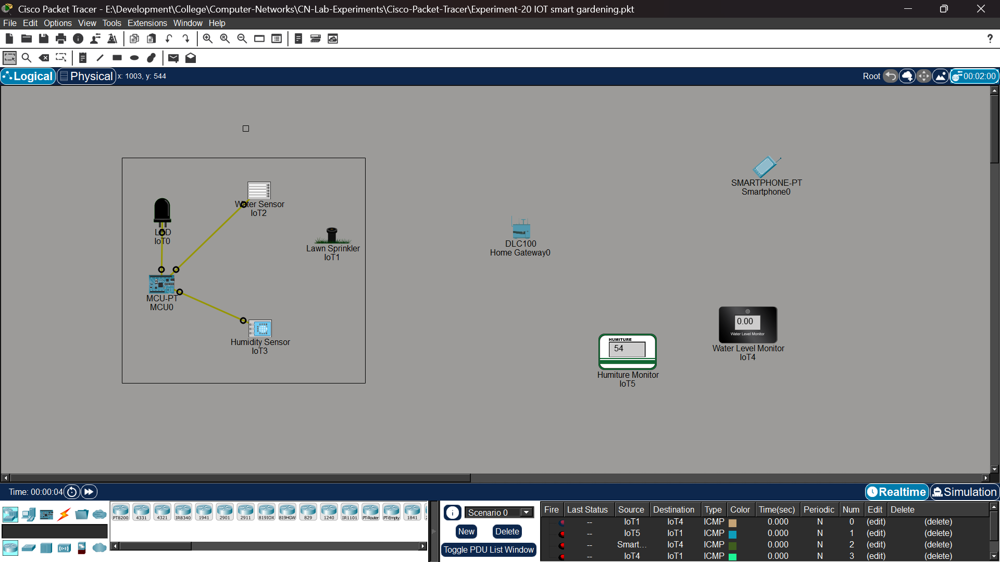 Cisco Packet Tracer - E:\Development\College\Computer-Networks\CN-Lab-Experiments\Cisco-Packet-Tracer\Experiment-20 IOT smart gardening.pkt
File Edit Options View Tools Extensions Window Help
?
Logical Physical x: 1003, y: 544 Root 00:02:00
SMARTPHONE-PT
Smartphone0
Water Sensor
IoT2
LED
IoT0
Lawn Sprinkler
IoT1
DLC100
Home Gateway0
MCU-PT
MCU0
Humidity Sensor
IoT3
0.00
Water Level Monitor
Water Level Monitor
IoT4
HUMITURE
54
Humiture Monitor
IoT5
Time: 00:00:04 Realtime Simulation
PT8200 4331 4321 IR8340 1941 2901 2911 819IOX 819HGW 829 1240 IR1101 PT-Router PT-Empty 1841
Scenario 0
New Delete
Toggle PDU List Window
Fire Last Status Source Destination Type Color Time(sec) Periodic Num Edit Delete
-- IoT1 IoT4 ICMP 0.000 N 0 (edit) (delete)
-- IoT5 IoT1 ICMP 0.000 N 1 (edit) (delete)
-- Smart... IoT4 ICMP 0.000 N 2 (edit) (delete)
-- IoT4 IoT1 ICMP 0.000 N 3 (edit) (delete)